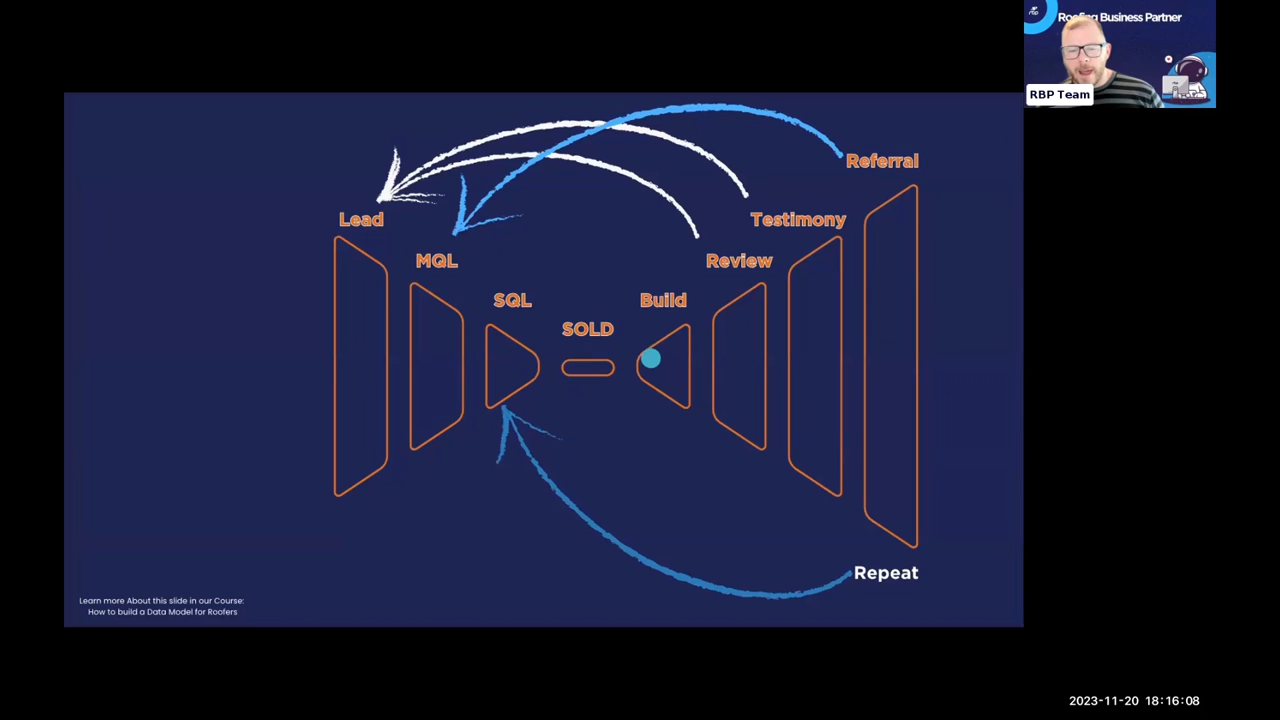 rbp
Roofing Business Partner
RBP Team
Referral
Lead
Testimony
MQL
Review
SQL
Build
SOLD
Repeat
Learn more About this slide in our Course:
How to build a Data Model for Roofers
2023-11-20 18:16:08